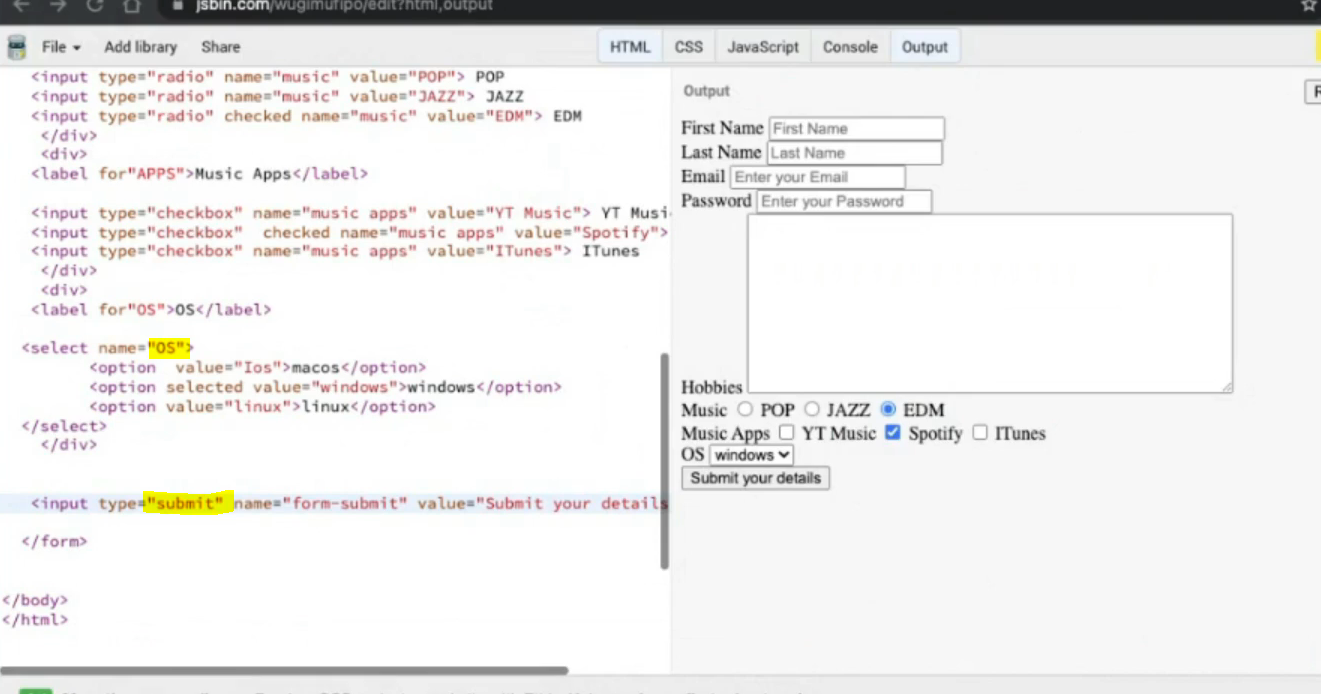 jsbin.com/wugimufipo/edit?html,output
File Add library Share HTML CSS JavaScript Console Output
<input type="radio" name="music" value="POP"> POP
<input type="radio" name="music" value="JAZZ"> JAZZ
<input type="radio" checked name="music" value="EDM"> EDM
</div>
<div>
<label for"APPS">Music Apps</label>
<input type="checkbox" name="music apps" value="YT Music"> YT Musi
<input type="checkbox"  checked name="music apps" value="Spotify">
<input type="checkbox" name="music apps" value="ITunes"> ITunes
</div>
<div>
<label for"OS">OS</label>
<select name="OS">
<option  value="Ios">macos</option>
<option selected value="windows">windows</option>
<option value="linux">linux</option>
</select>
</div>
<input type="submit" name="form-submit" value="Submit your details
</form>
</body>
</html>
Output
First Name First Name
Last Name Last Name
Email Enter your Email
Password Enter your Password
Hobbies
Music POP JAZZ EDM
Music Apps YT Music Spotify ITunes
OS windows
Submit your details